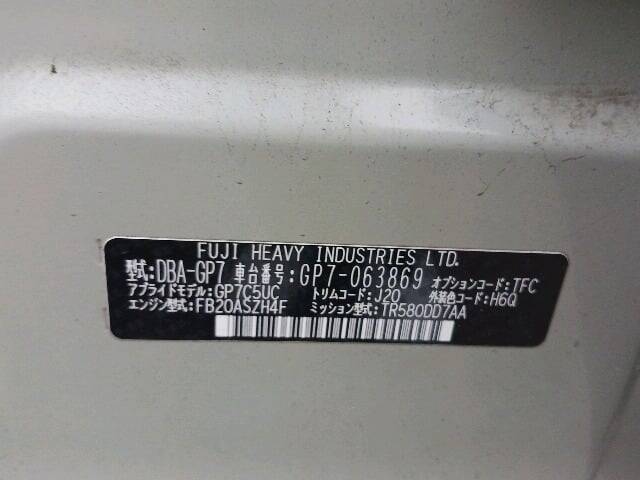 FUJI HEAVY INDUSTRIES LTD.
型式:DBA-GP7 車台番号:GP7-063869 オプションコード:TFC
アプライドモデル:GP7C5UC トリムコード:J20 外装色コード:H6Q
エンジン型式:FB20ASZH4F ミッション型式:TR580DD7AA